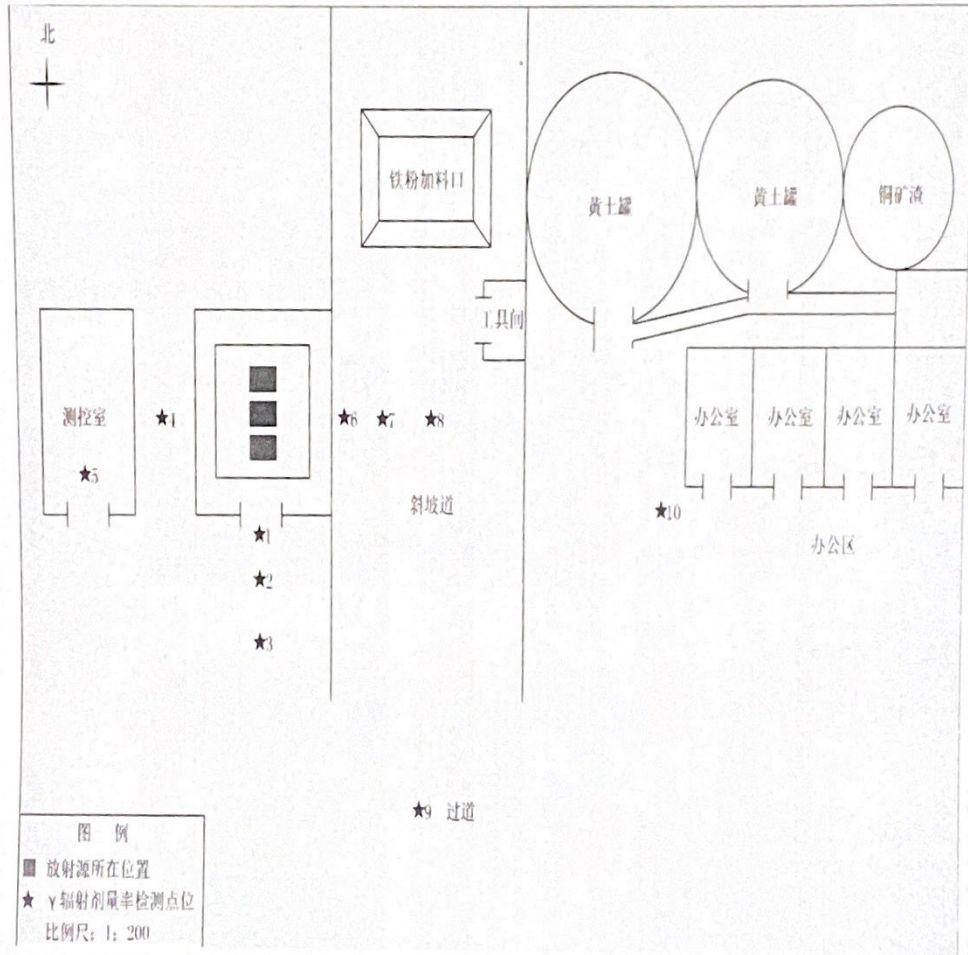 北
铁粉加料口
黄土罐
黄土罐
铜矿渣
工具间
测控室
★4
★6
★7
★8
办公室
办公室
办公室
办公室
★5
斜坡道
★10
★1
办公区
★2
★3
★9 过道
图 例
■ 放射源所在位置
★ γ辐射剂量率检测点位
比例尺: 1: 200